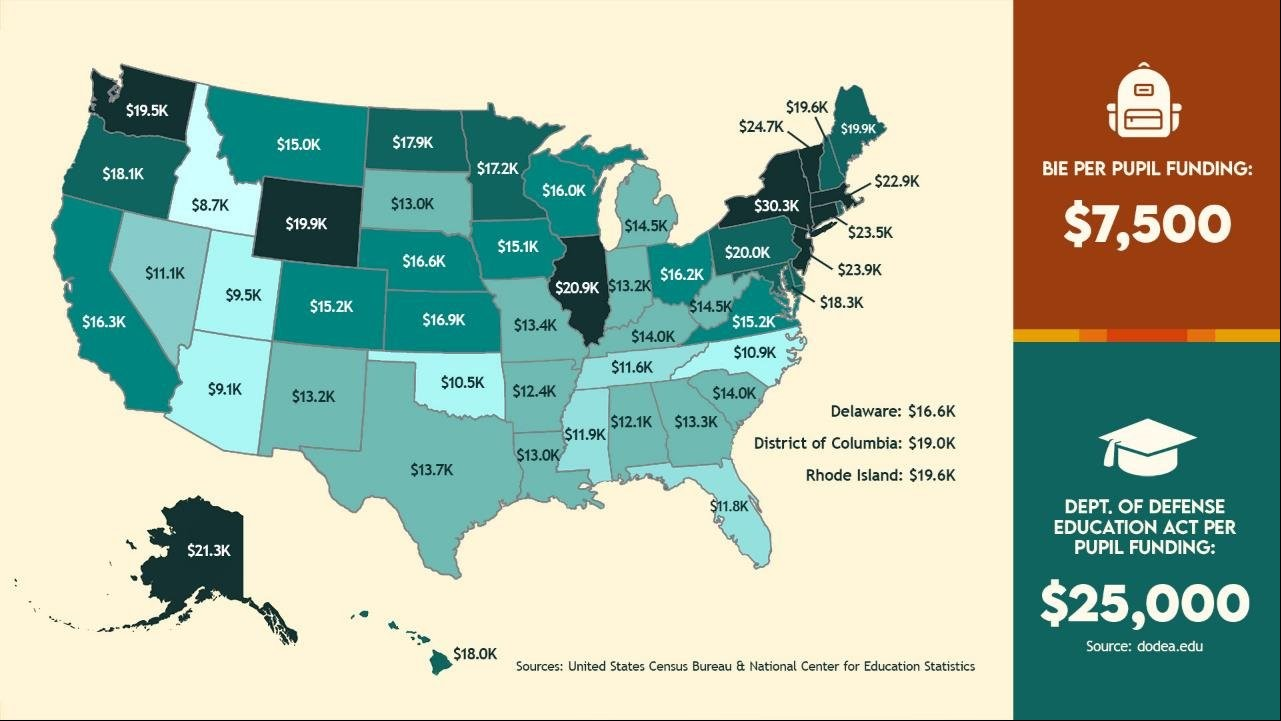 $19.5K
$18.1K
$8.7K
$15.0K
$17.9K
$17.2K
$19.6K
$24.7K
$19.9K
$16.0K
$13.0K
$19.9K
$30.3K
$22.9K
$14.5K
$23.5K
$11.1K
$16.6K
$15.1K
$20.0K
$23.9K
$9.5K
$15.2K
$20.9K
$13.2K
$16.2K
$14.5K
$18.3K
$16.3K
$16.9K
$13.4K
$14.0K
$15.2K
$9.1K
$13.2K
$10.5K
$12.4K
$11.6K
$10.9K
$14.0K
$11.9K
$12.1K
$13.3K
$13.7K
$13.0K
$11.8K
Delaware: $16.6K
District of Columbia: $19.0K
Rhode Island: $19.6K
$21.3K
$18.0K
Sources: United States Census Bureau & National Center for Education Statistics
BIE PER PUPIL FUNDING:
$7,500
DEPT. OF DEFENSE
EDUCATION ACT PER
PUPIL FUNDING:
$25,000
Source: dodea.edu